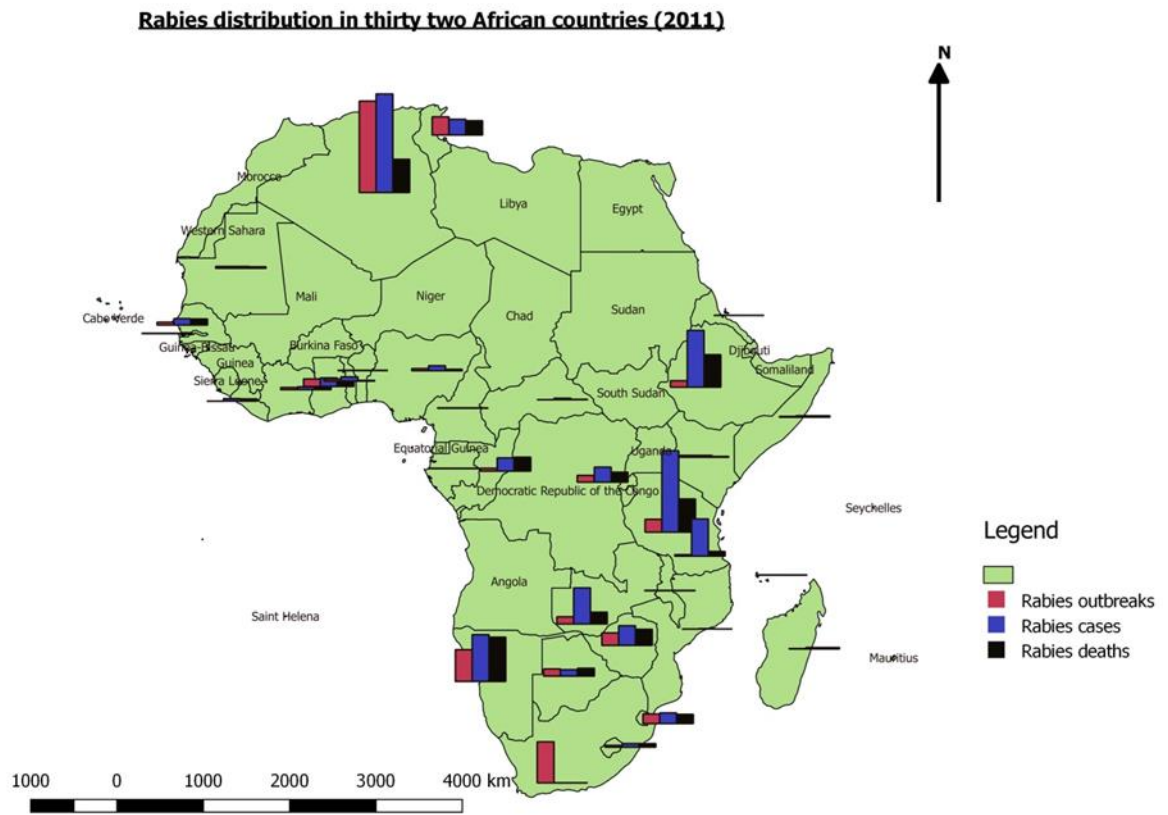 Rabies distribution in thirty two African countries (2011)
N
Morocco
Libya
Egypt
Western Sahara
Mali
Niger
Chad
Sudan
Cabo Verde
Guinea-Bissau
Burkina Faso
Djibouti
Guinea
Somaliland
Sierra Leone
South Sudan
Equatorial Guinea
Uganda
Democratic Republic of the Congo
Seychelles
Legend
Angola
Rabies outbreaks
Saint Helena
Rabies cases
Rabies deaths
Mauritius
1000 0 1000 2000 3000 4000 km